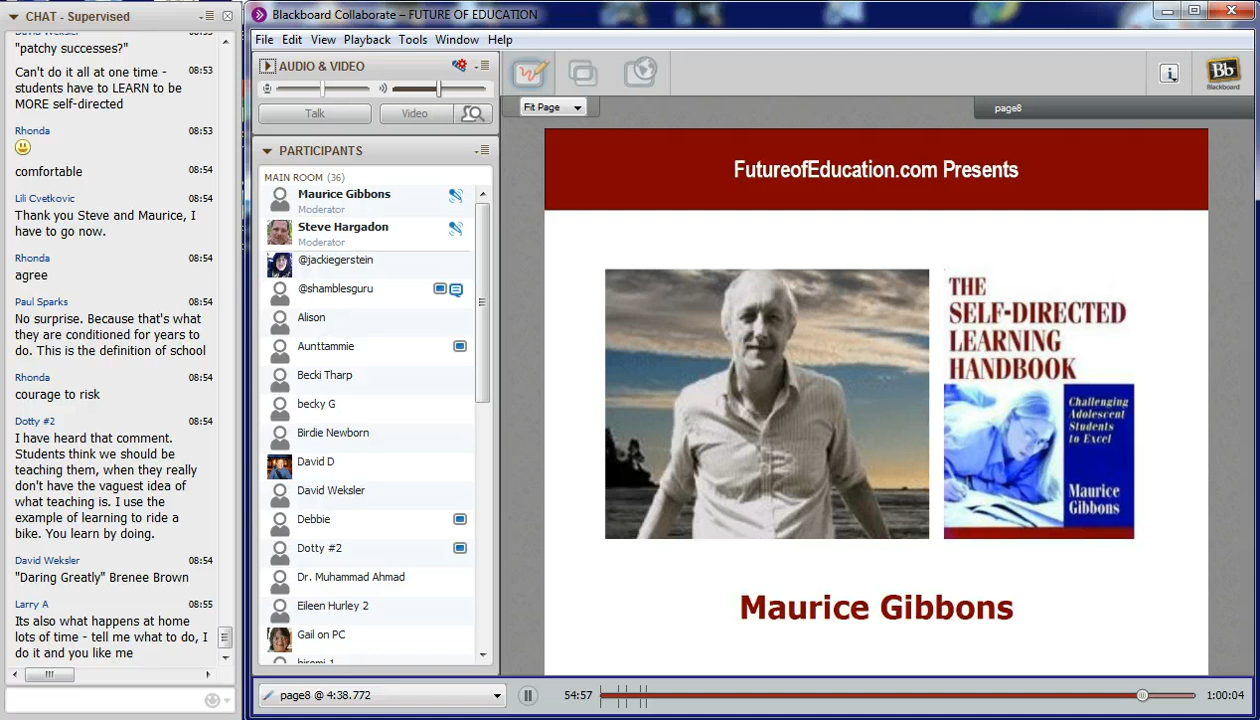 CHAT - Supervised
David Weksler 08:53
"patchy successes?"
Can't do it all at one time - 08:53
students have to LEARN to be
MORE self-directed
Rhonda 08:53
comfortable 08:54
Lili Cvetkovic 08:54
Thank you Steve and Maurice, I
have to go now.
Rhonda 08:54
agree
Paul Sparks 08:54
No surprise. Because that's what
they are conditioned for years to
do. This is the definition of school
Rhonda 08:54
courage to risk
Dotty #2 08:54
I have heard that comment.
Students think we should be
teaching them, when they really
don't have the vaguest idea of
what teaching is. I use the
example of learning to ride a
bike. You learn by doing.
David Weksler 08:54
"Daring Greatly" Brenee Brown
Larry A 08:55
Its also what happens at home
lots of time - tell me what to do, I
do it and you like me
Blackboard Collaborate – FUTURE OF EDUCATION
File Edit View Playback Tools Window Help
AUDIO & VIDEO
Talk Video
PARTICIPANTS
MAIN ROOM (36)
Maurice Gibbons
Moderator
Steve Hargadon
Moderator
@jackiegerstein
@shamblesguru
Alison
Aunttammie
Becki Tharp
becky G
Birdie Newborn
David D
David Weksler
Debbie
Dotty #2
Dr. Muhammad Ahmad
Eileen Hurley 2
Gail on PC
hiromi 1
Bb
Blackboard
Fit Page
page8
FutureofEducation.com Presents
THE
SELF-DIRECTED
LEARNING
HANDBOOK
Challenging
Adolescent
Students
to Excel
Maurice
Gibbons
Maurice Gibbons
page8 @ 4:38.772
54:57
1:00:04